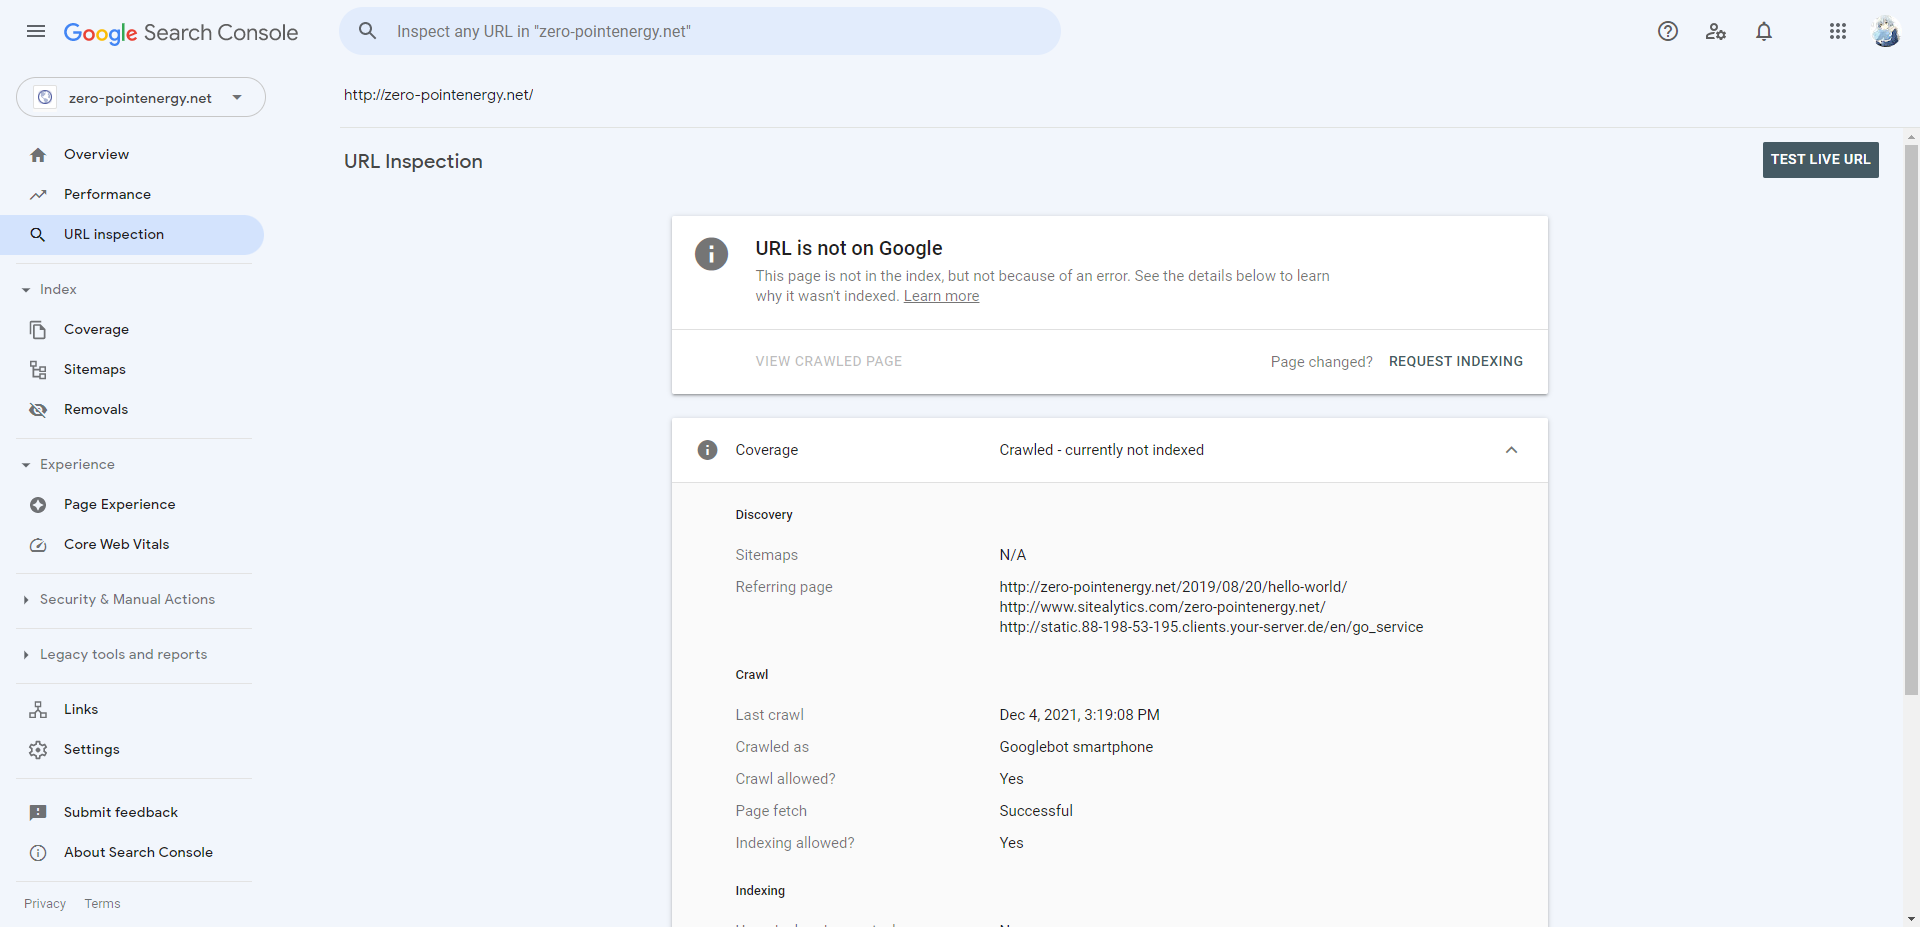 Google Search Console
Inspect any URL in "zero-pointenergy.net"
zero-pointenergy.net
http://zero-pointenergy.net/
Overview
Performance
URL inspection
Index
Coverage
Sitemaps
Removals
Experience
Page Experience
Core Web Vitals
Security & Manual Actions
Legacy tools and reports
Links
Settings
Submit feedback
About Search Console
Privacy Terms
URL Inspection
TEST LIVE URL
URL is not on Google
This page is not in the index, but not because of an error. See the details below to learn
why it wasn't indexed. Learn more
VIEW CRAWLED PAGE
Page changed? REQUEST INDEXING
Coverage Crawled - currently not indexed
Discovery
Sitemaps N/A
Referring page http://zero-pointenergy.net/2019/08/20/hello-world/
http://www.sitealytics.com/zero-pointenergy.net/
http://static.88-198-53-195.clients.your-server.de/en/go_service
Crawl
Last crawl Dec 4, 2021, 3:19:08 PM
Crawled as Googlebot smartphone
Crawl allowed? Yes
Page fetch Successful
Indexing allowed? Yes
Indexing